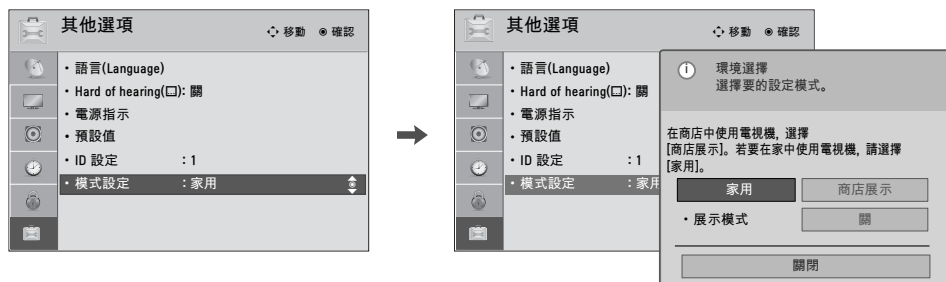 其他選項
移動 確認
・語言(Language)
・Hard of hearing(): 關
・電源指示
・預設值
・ID 設定 : 1
・模式設定 : 家用
其他選項
移動 確認
・語言(Language)
・Hard of hearing(): 關
・電源指示
・預設值
・ID 設定 : 1
・模式設定 : 家用
i 環境選擇
選擇要的設定模式。
在商店中使用電視機, 選擇
[商店展示]。若要在家中使用電視機, 請選擇
[家用]。
家用 商店展示
・展示模式 關
關閉